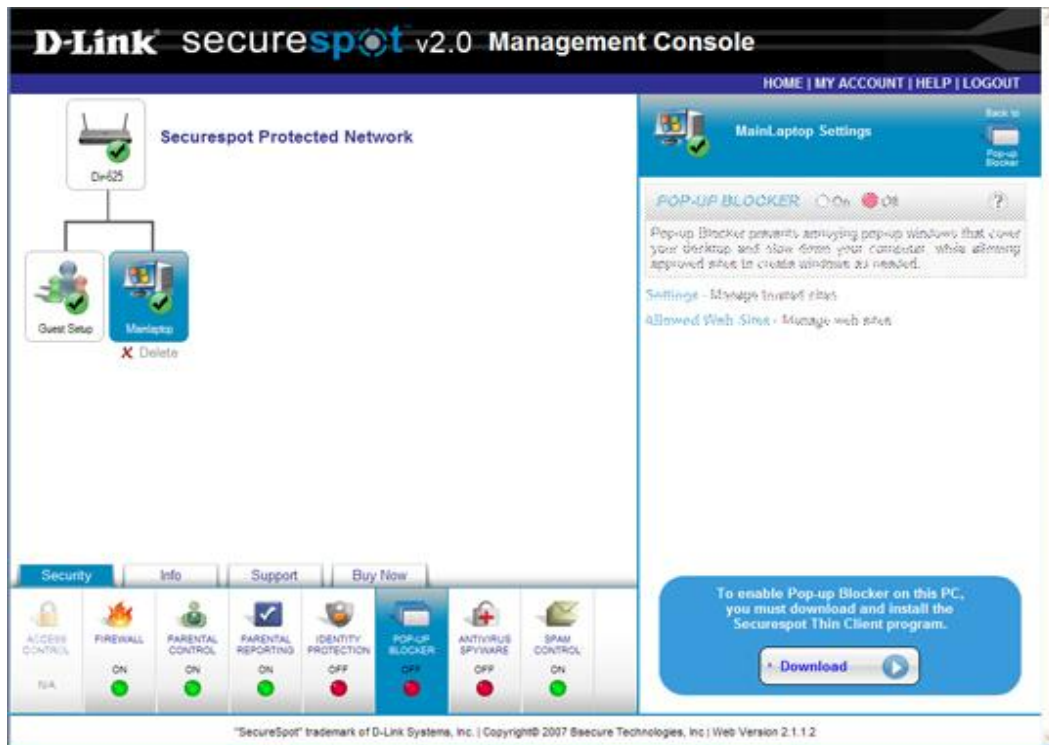 D-Link securespot v2.0 Management Console
HOME | MY ACCOUNT | HELP | LOGOUT
Dir-625
Securespot Protected Network
Guest Setup
Mainlaptop
X Delete
MainLaptop Settings
Back to
Pop-up
Blocker
POP-UP BLOCKER On Off ?
Pop-up Blocker prevents annoying pop-up windows that cover
your desktop and slow down your computer, while allowing
approved sites to create windows as needed.
Settings - Manage trusted sites
Allowed Web Sites - Manage web sites
Security Info Support Buy Now
ACCESS CONTROL
N/A
FIREWALL
ON
PARENTAL CONTROL
ON
PARENTAL REPORTING
ON
IDENTITY PROTECTION
OFF
POP-UP BLOCKER
OFF
ANTIVIRUS SPYWARE
OFF
SPAM CONTROL
ON
To enable Pop-up Blocker on this PC,
you must download and install the
Securespot Thin Client program.
Download
"SecureSpot" trademark of D-Link Systems, Inc. | Copyright© 2007 Bsecure Technologies, Inc | Web Version 2.1.1.2